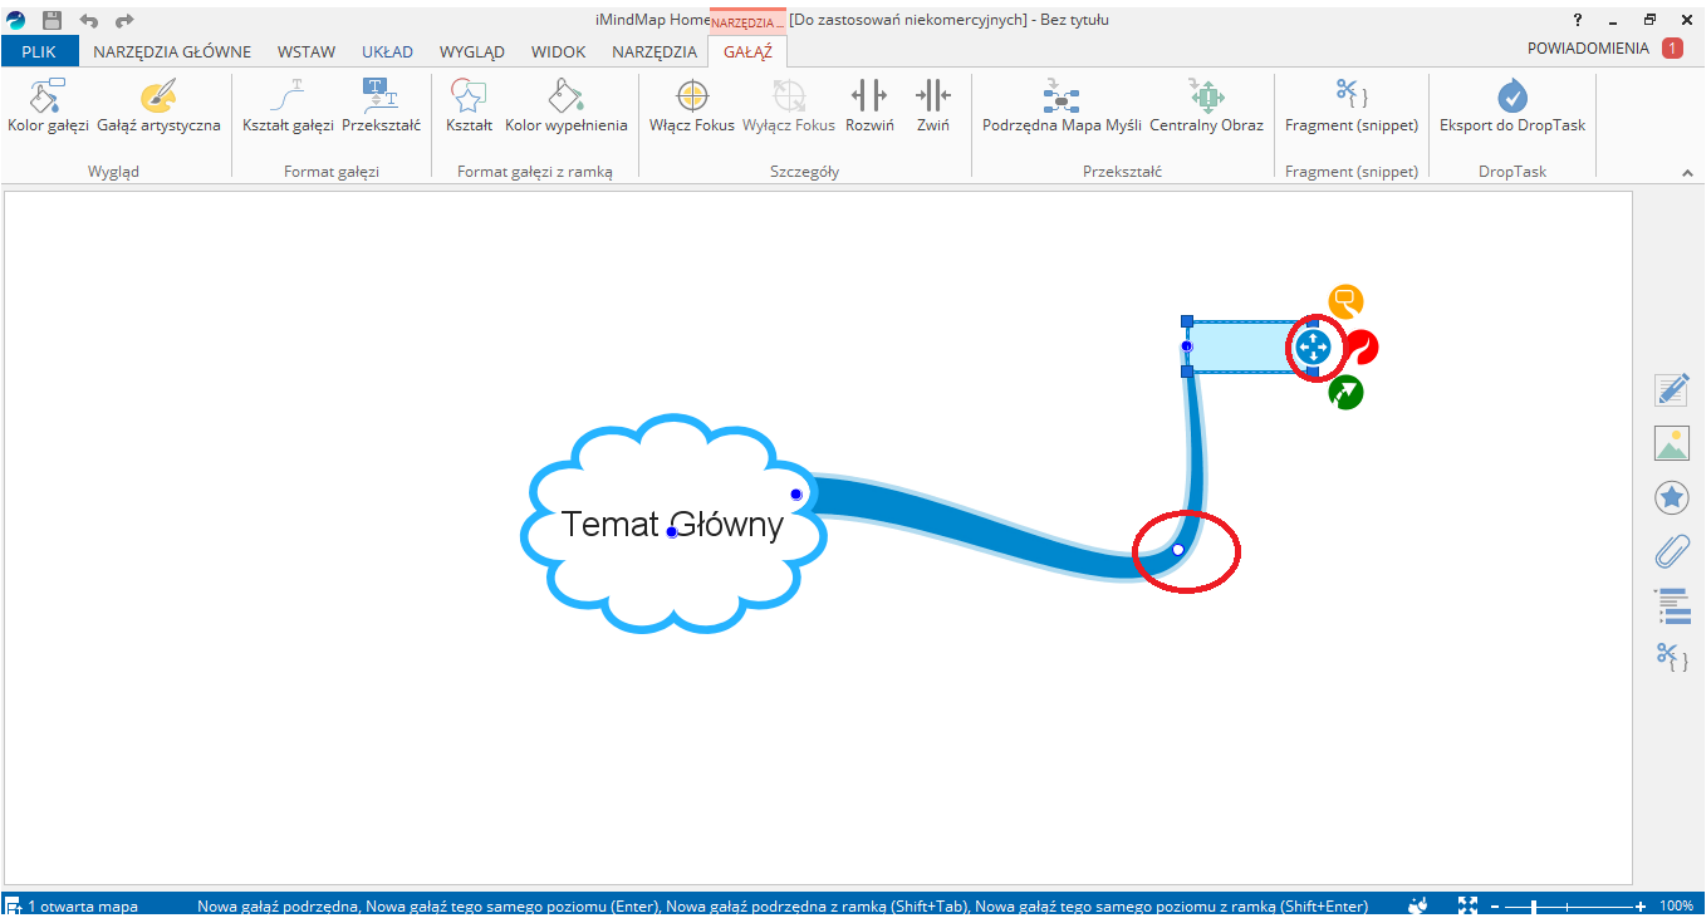 iMindMap Home
NARZĘDZIA ...
[Do zastosowań niekomercyjnych] - Bez tytułu
?
PLIK NARZĘDZIA GŁÓWNE WSTAW UKŁAD WYGLĄD WIDOK NARZĘDZIA GAŁĄŹ
POWIADOMIENIA 1
Kolor gałęzi Gałąź artystyczna Kształt gałęzi Przekształć Kształt Kolor wypełnienia Włącz Fokus Wyłącz Fokus Rozwiń Zwiń Podrzędna Mapa Myśli Centralny Obraz Fragment (snippet) Eksport do DropTask
Wygląd Format gałęzi Format gałęzi z ramką Szczegóły Przekształć Fragment (snippet) DropTask
Temat Główny
1 otwarta mapa Nowa gałąź podrzędna, Nowa gałąź tego samego poziomu (Enter), Nowa gałąź podrzędna z ramką (Shift+Tab), Nowa gałąź tego samego poziomu z ramką (Shift+Enter) - + 100%